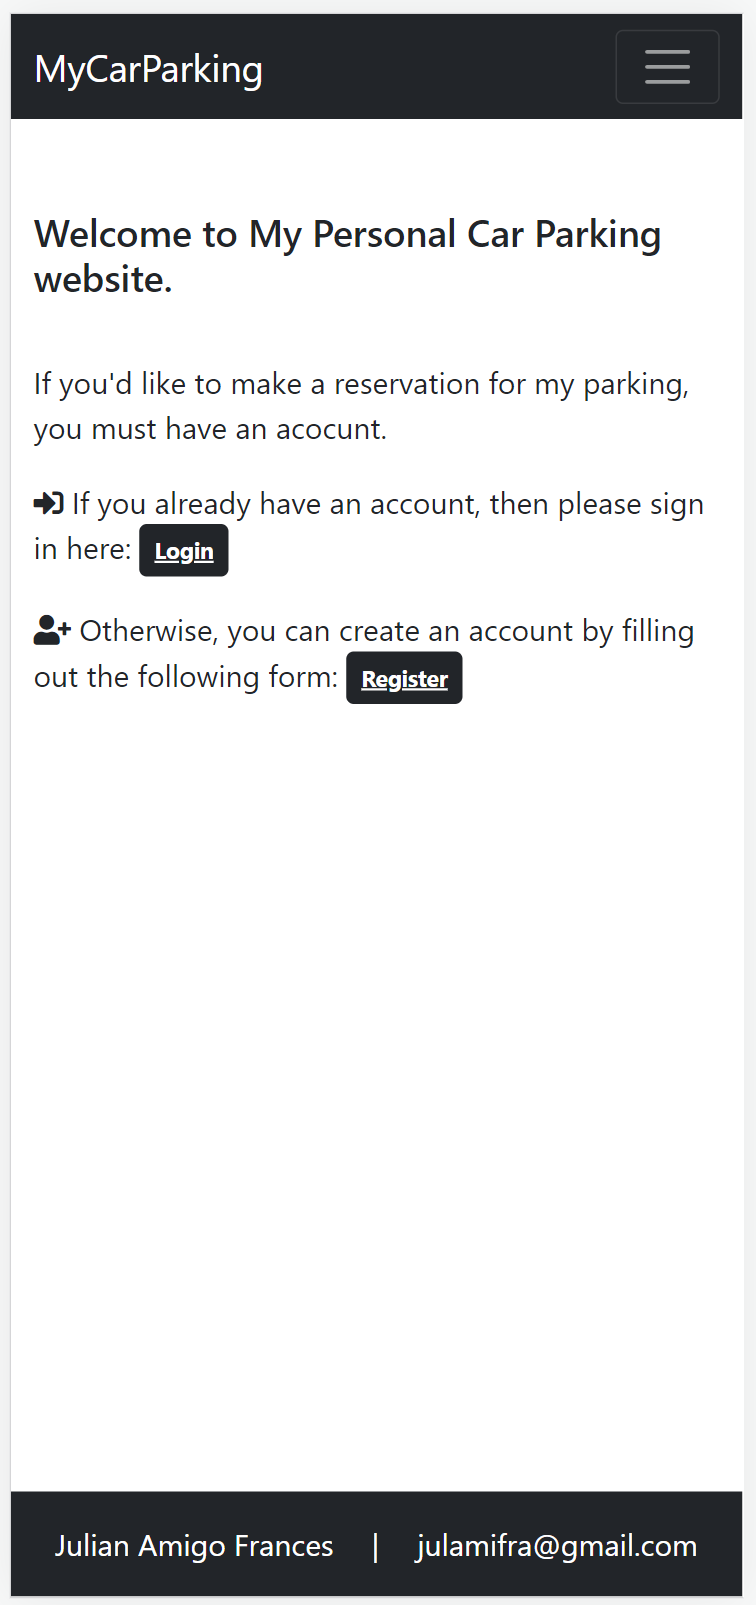 MyCarParking
Welcome to My Personal Car Parking
website.
If you'd like to make a reservation for my parking,
you must have an acocunt.
If you already have an account, then please sign
in here: Login
Otherwise, you can create an account by filling
out the following form: Register
Julian Amigo Frances | julamifra@gmail.com